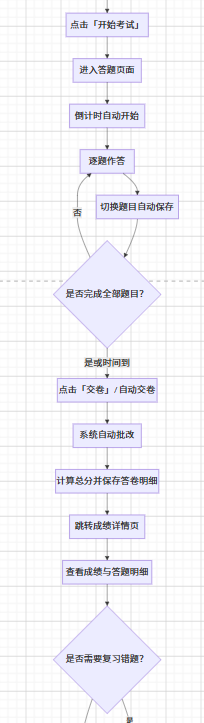 点击「开始考试」
进入答题页面
倒计时自动开始
逐题作答
切换题目自动保存
否
是否完成全部题目?
是或时间到
点击「交卷」/ 自动交卷
系统自动批改
计算总分并保存答卷明细
跳转成绩详情页
查看成绩与答题明细
是否需要复习错题?
是